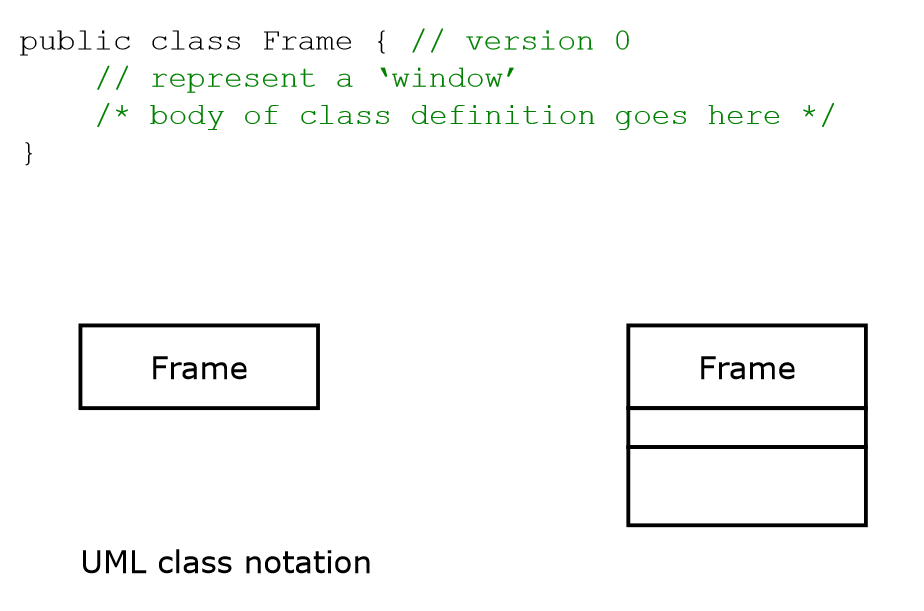 public class Frame { // version 0
// represent a ‘window’
/* body of class definition goes here */
}
Frame
Frame
UML class notation